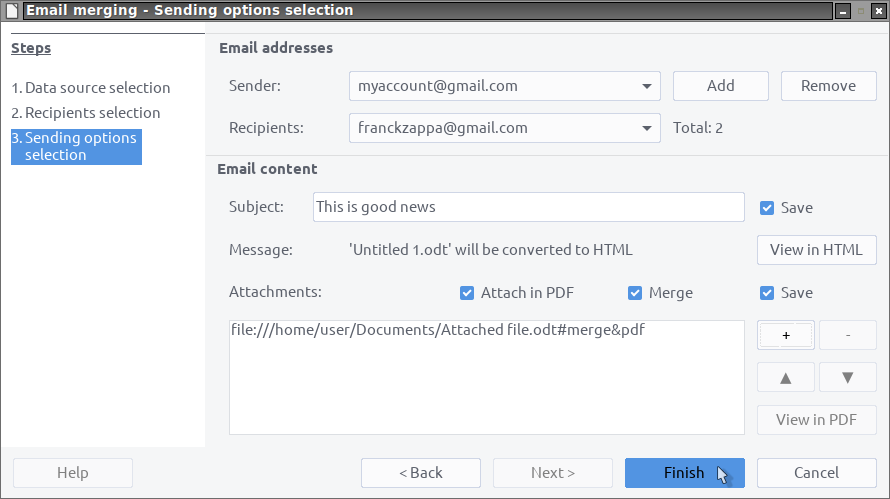 Email merging - Sending options selection
Steps
1. Data source selection
2. Recipients selection
3. Sending options
selection
Email addresses
Sender: myaccount@gmail.com Add Remove
Recipients: franckzappa@gmail.com Total: 2
Email content
Subject: This is good news Save
Message: 'Untitled 1.odt' will be converted to HTML View in HTML
Attachments: Attach in PDF Merge Save
file:///home/user/Documents/Attached file.odt#merge&pdf + -
▲ ▼
View in PDF
Help < Back Next > Finish Cancel